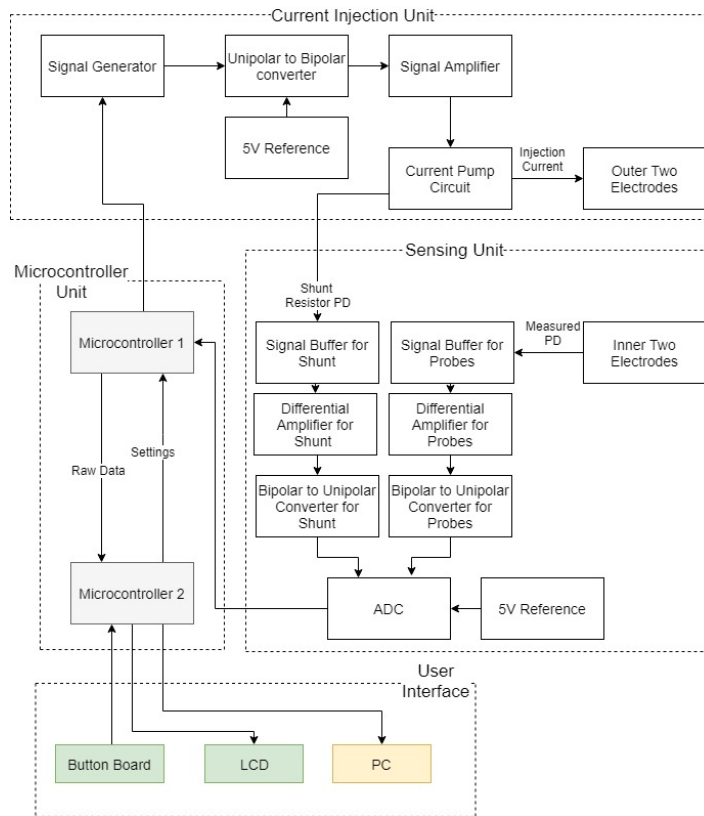 Current Injection Unit
Signal Generator
Unipolar to Bipolar
converter
Signal Amplifier
5V Reference
Current Pump
Circuit
Injection
Current
Outer Two
Electrodes
Sensing Unit
Microcontroller
Unit
Shunt
Resistor PD
Microcontroller 1
Signal Buffer for
Shunt
Signal Buffer for
Probes
Measured
PD
Inner Two
Electrodes
Differential
Amplifier for
Shunt
Differential
Amplifier for
Probes
Settings
Raw Data
Bipolar to Unipolar
Converter for
Shunt
Bipolar to Unipolar
Converter for
Probes
Microcontroller 2
ADC
5V Reference
User
Interface
Button Board
LCD
PC